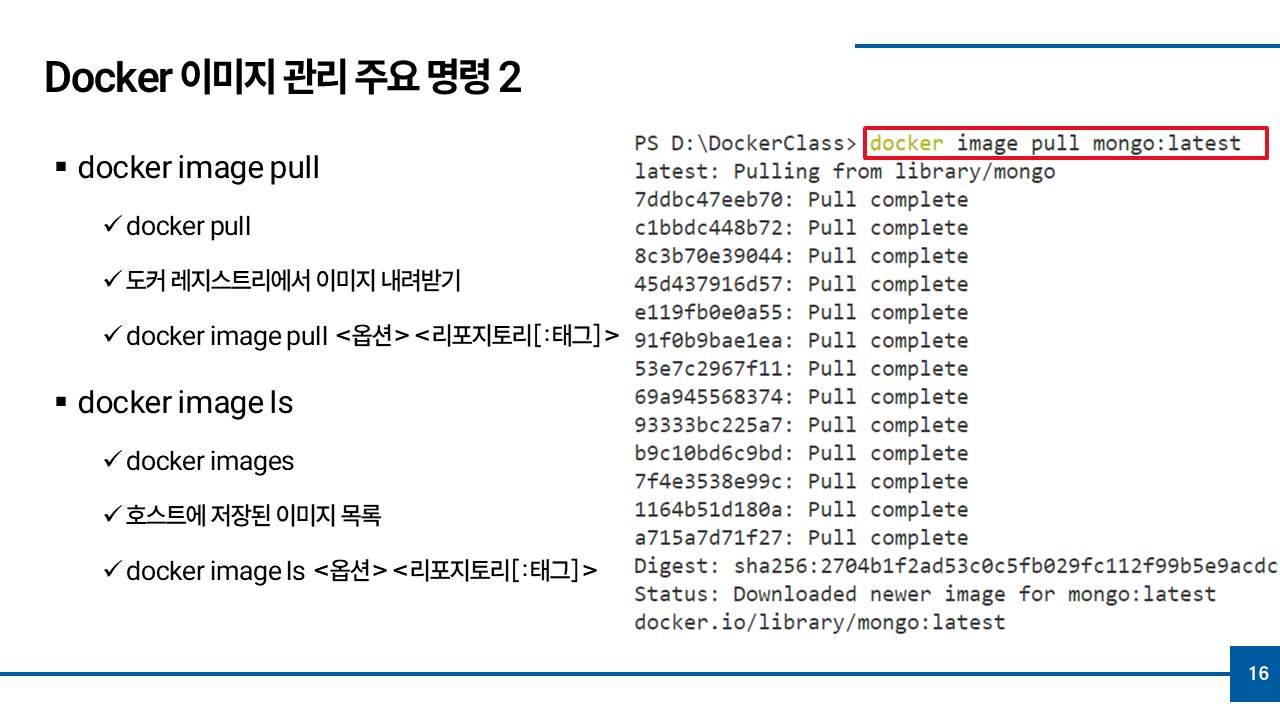 Docker 이미지 관리 주요 명령 2
▪ docker image pull
✓ docker pull
✓ 도커 레지스트리에서 이미지 내려받기
✓ docker image pull <옵션> <리포지토리[:태그]>
▪ docker image ls
✓ docker images
✓ 호스트에 저장된 이미지 목록
✓ docker image ls <옵션> <리포지토리[:태그]>
PS D:\DockerClass> docker image pull mongo:latest
latest: Pulling from library/mongo
7ddbc47eeb70: Pull complete
c1bbdc448b72: Pull complete
8c3b70e39044: Pull complete
45d437916d57: Pull complete
e119fb0e0a55: Pull complete
91f0b9bae1ea: Pull complete
53e7c2967f11: Pull complete
69a945568374: Pull complete
93333bc225a7: Pull complete
b9c10bd6c9bd: Pull complete
7f4e3538e99c: Pull complete
1164b51d180a: Pull complete
a715a7d71f27: Pull complete
Digest: sha256:2704b1f2ad53c0c5fb029fc112f99b5e9acdc
Status: Downloaded newer image for mongo:latest
docker.io/library/mongo:latest
16